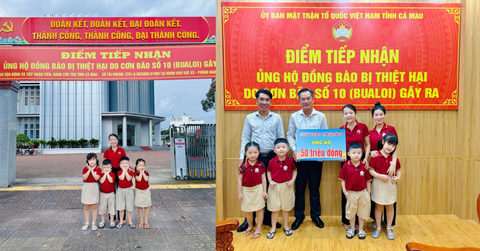 ĐOÀN KẾT, ĐOÀN KẾT, ĐẠI ĐOÀN KẾT,
THÀNH CÔNG, THÀNH CÔNG, ĐẠI THÀNH CÔNG.
ĐIỂM TIẾP NHẬN
ỦNG HỘ ĐỒNG BÀO BỊ THIỆT HẠI DO CƠN BÃO SỐ 10 (BUALOI) GÂY RA
ỦY BAN MẶT TRẬN TỔ QUỐC VIỆT NAM TỈNH CÀ MAU
ĐIỂM TIẾP NHẬN
ỦNG HỘ ĐỒNG BÀO BỊ THIỆT HẠI
DO CƠN BÃO SỐ 10 (BUALOI) GÂY RA
ỦNG HỘ
50 triệu đồng